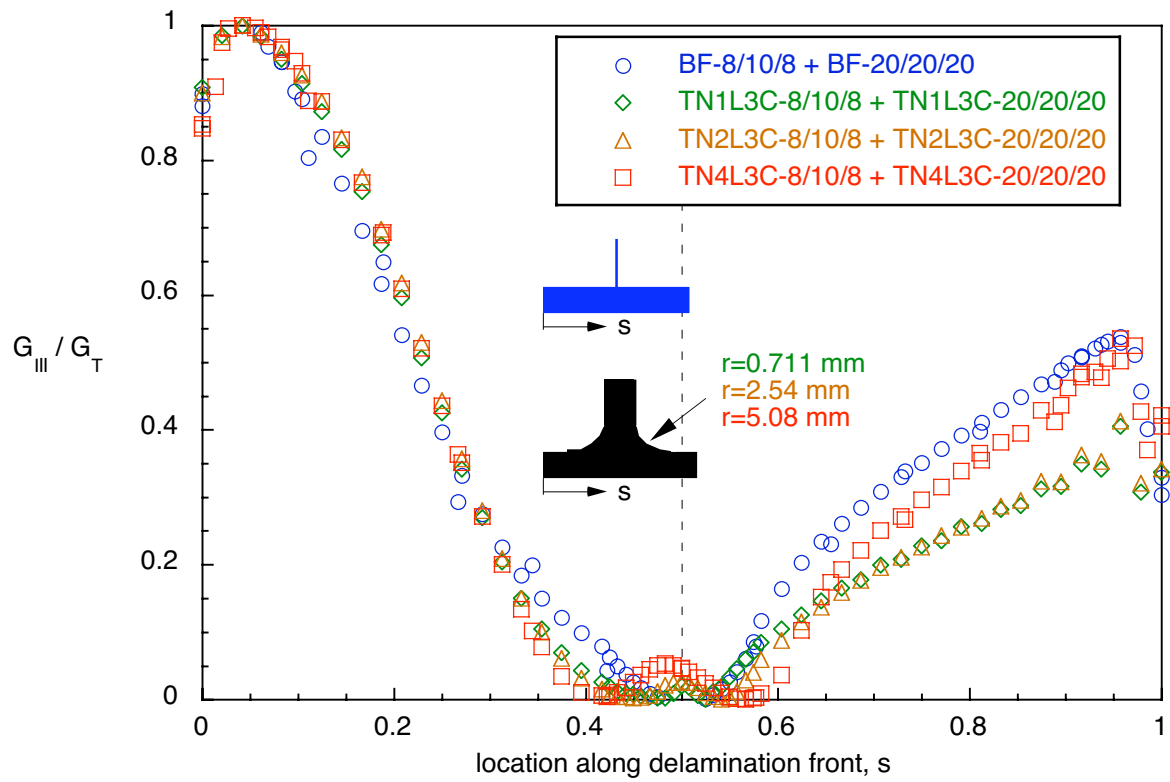 1
0.8
0.6
0.4
0.2
0
G_III / G_T
BF-8/10/8 + BF-20/20/20
TN1L3C-8/10/8 + TN1L3C-20/20/20
TN2L3C-8/10/8 + TN2L3C-20/20/20
TN4L3C-8/10/8 + TN4L3C-20/20/20
s
r=0.711 mm
r=2.54 mm
r=5.08 mm
s
0 0.2 0.4 0.6 0.8 1
location along delamination front, s